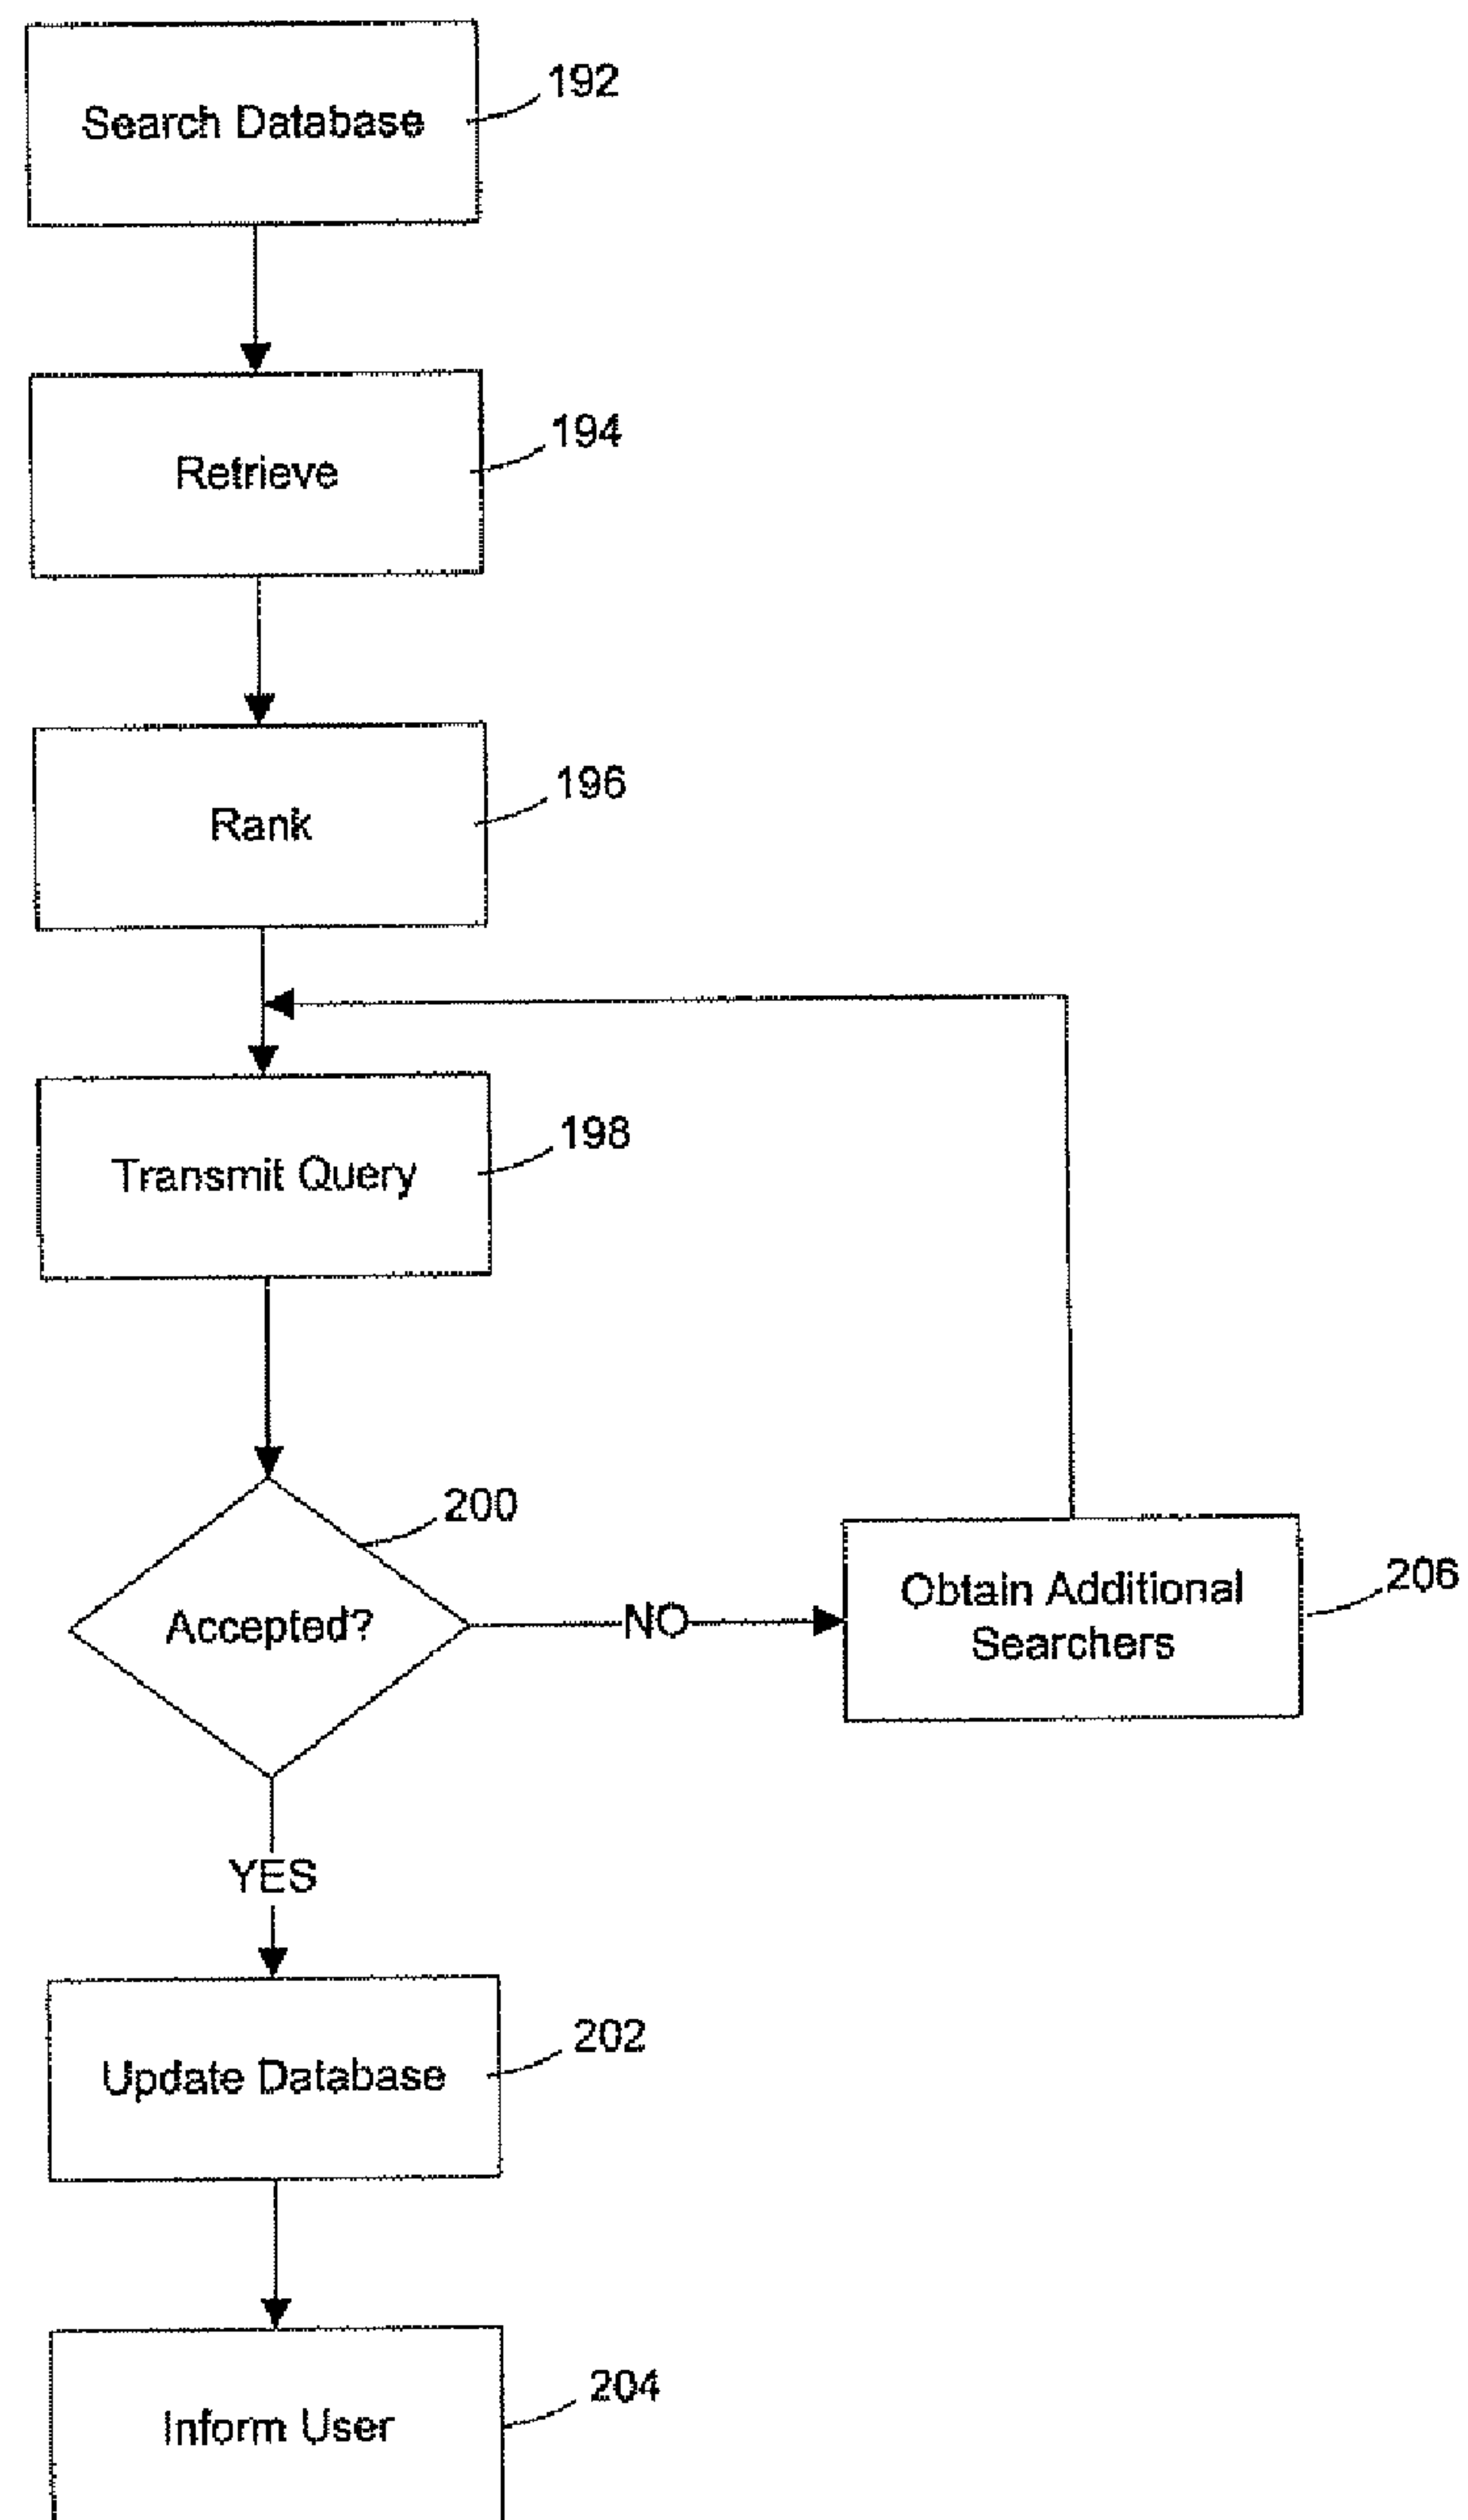 Search Database
192
Retrieve
194
Rank
196
Transmit Query
198
200
Accepted?
NO
Obtain Additional
Searchers
206
YES
Update Database
202
Inform User
204